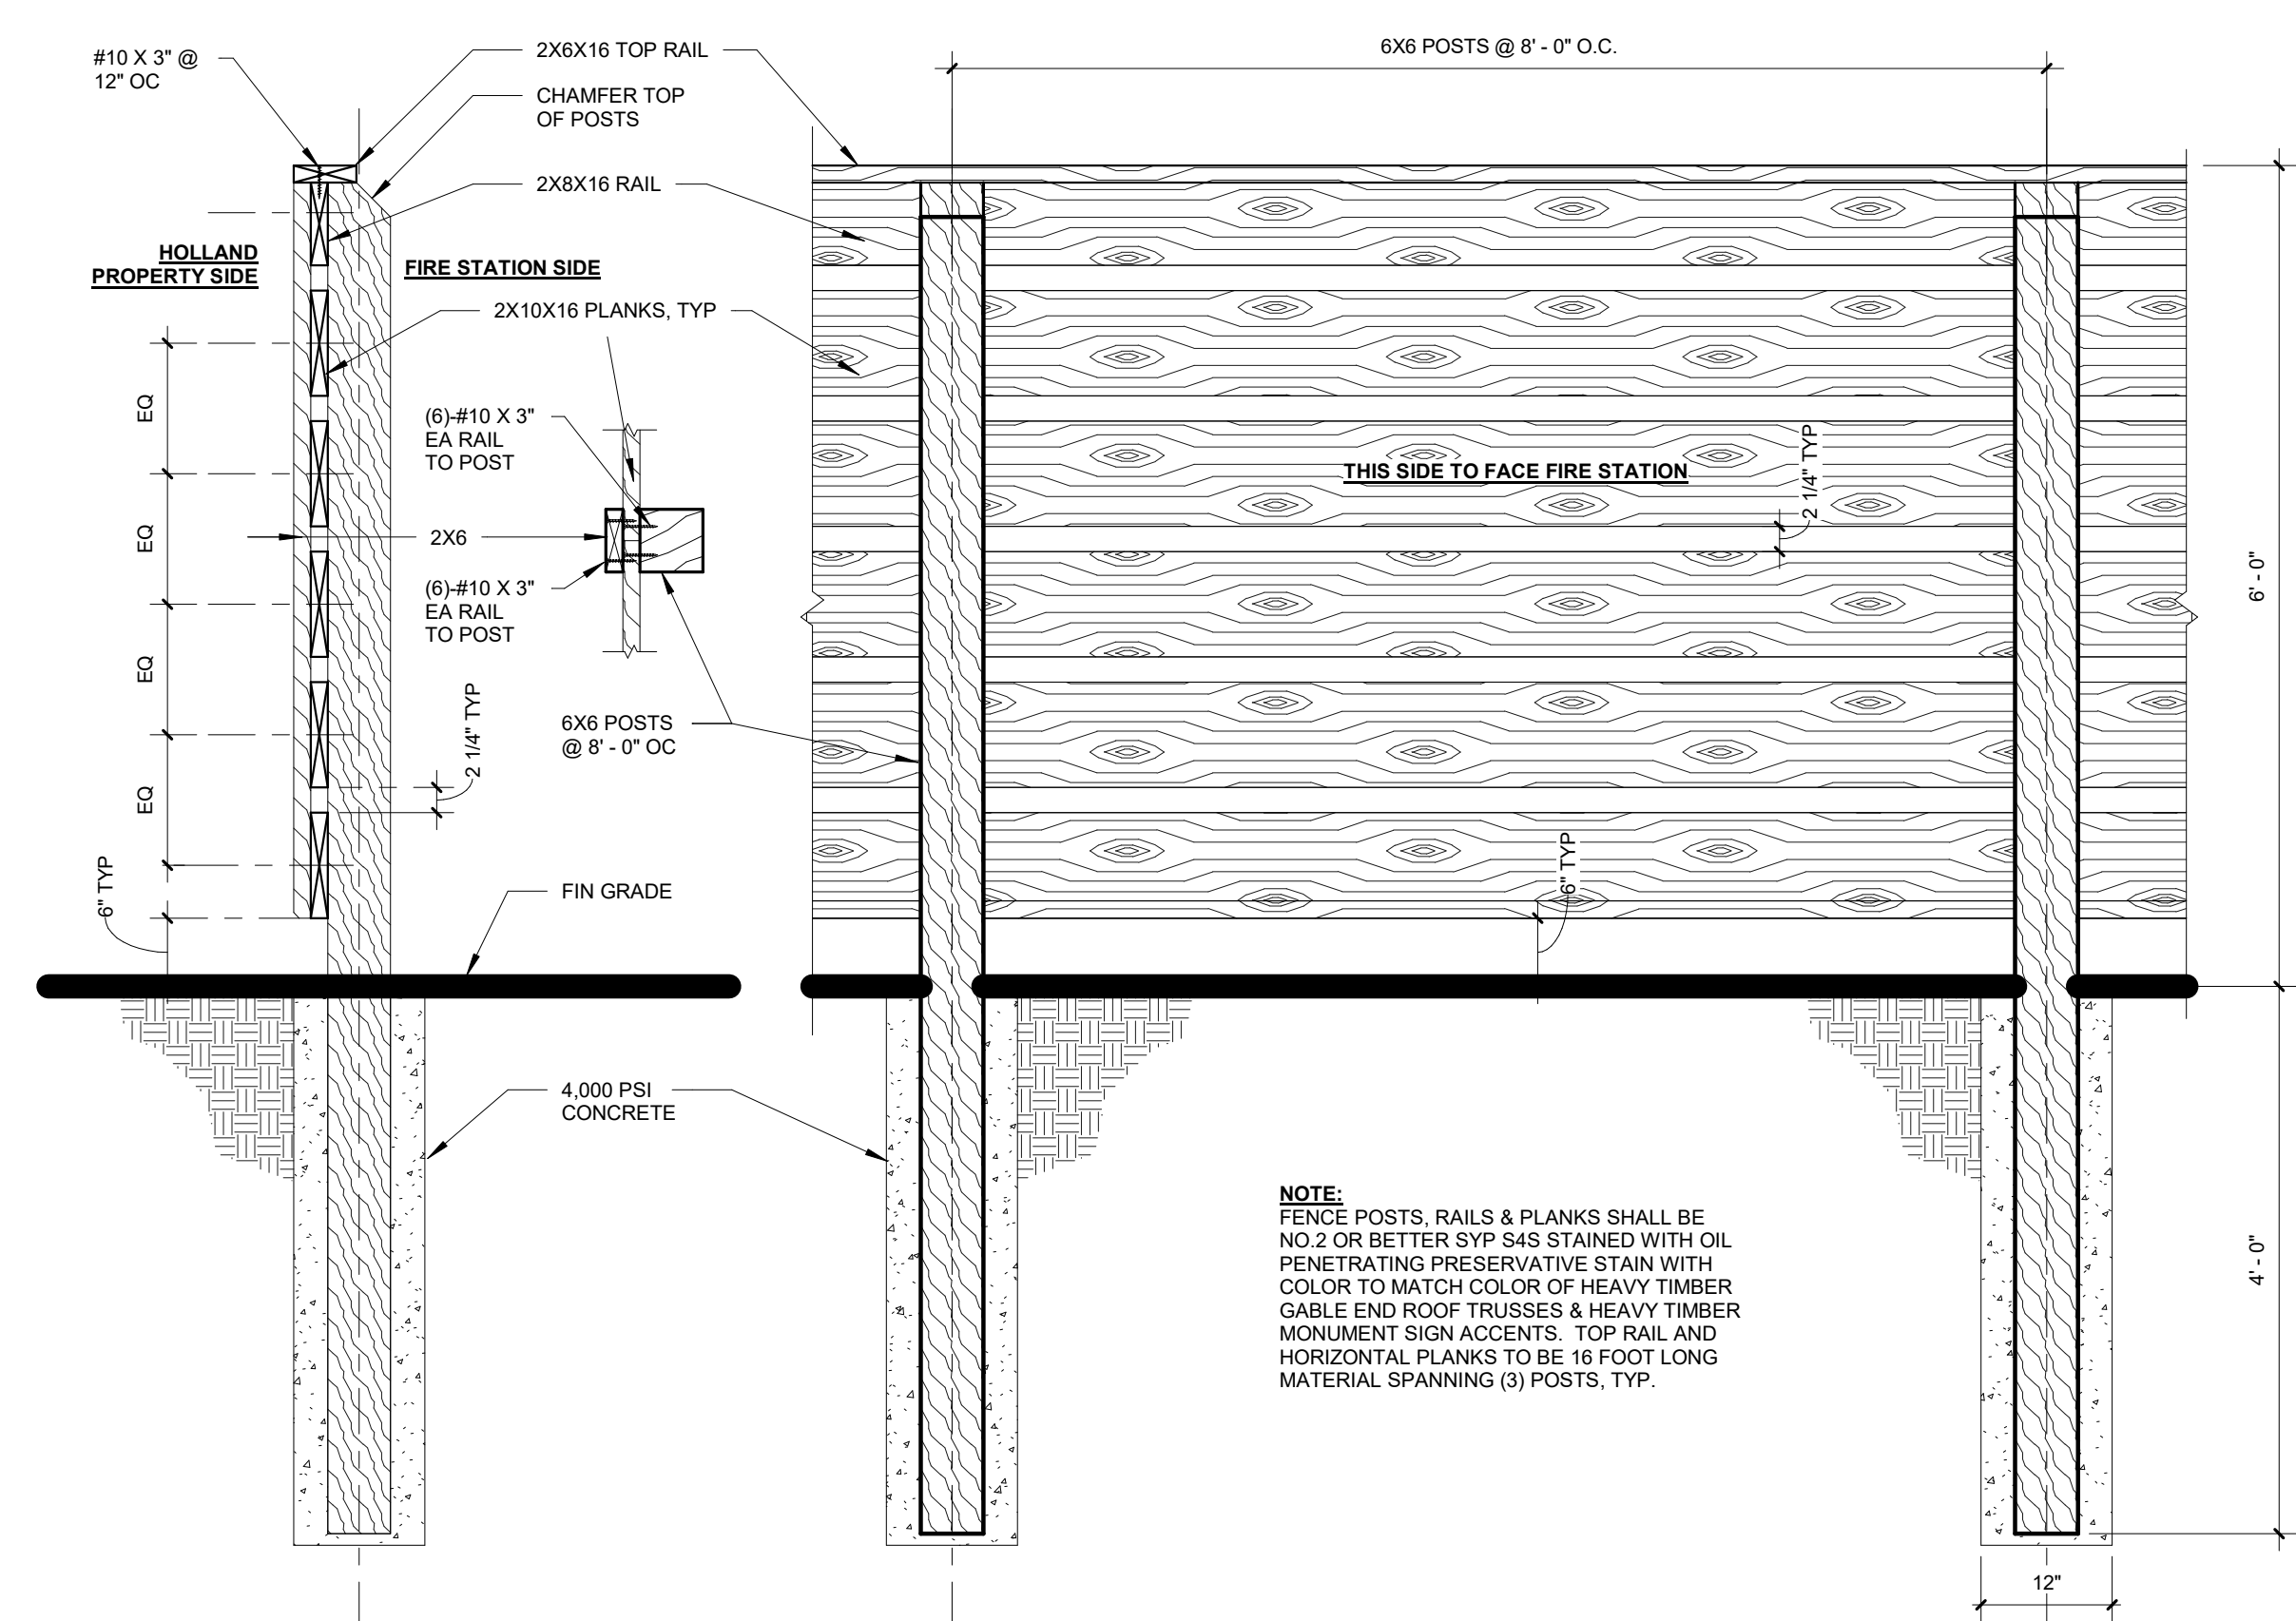 #10 X 3" @
12" OC
2X6X16 TOP RAIL
CHAMFER TOP
OF POSTS
2X8X16 RAIL
HOLLAND
PROPERTY SIDE
FIRE STATION SIDE
2X10X16 PLANKS, TYP
(6)-#10 X 3"
EA RAIL
TO POST
2X6
(6)-#10 X 3"
EA RAIL
TO POST
EQ
EQ
EQ
EQ
2 1/4" TYP
6X6 POSTS
@ 8' - 0" OC
6" TYP
FIN GRADE
4,000 PSI
CONCRETE
6X6 POSTS @ 8' - 0" O.C.
THIS SIDE TO FACE FIRE STATION
2 1/4" TYP
6" TYP
6' - 0"
4' - 0"
12"
NOTE:
FENCE POSTS, RAILS & PLANKS SHALL BE
NO.2 OR BETTER SYP S4S STAINED WITH OIL
PENETRATING PRESERVATIVE STAIN WITH
COLOR TO MATCH COLOR OF HEAVY TIMBER
GABLE END ROOF TRUSSES & HEAVY TIMBER
MONUMENT SIGN ACCENTS.  TOP RAIL AND
HORIZONTAL PLANKS TO BE 16 FOOT LONG
MATERIAL SPANNING (3) POSTS, TYP.